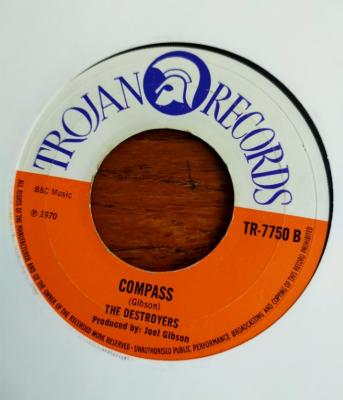 TROJAN RECORDS
B&C Music
℗ 1970
TR-7750 B
COMPASS
(Gibson)
THE DESTROYERS
Produced by: Joel Gibson
ALL RIGHTS OF THE MANUFACTURER AND OF THE OWNER OF THE RECORDED WORK RESERVED · UNAUTHORISED PUBLIC PERFORMANCE, BROADCASTING AND COPYING OF THIS RECORD PROHIBITED